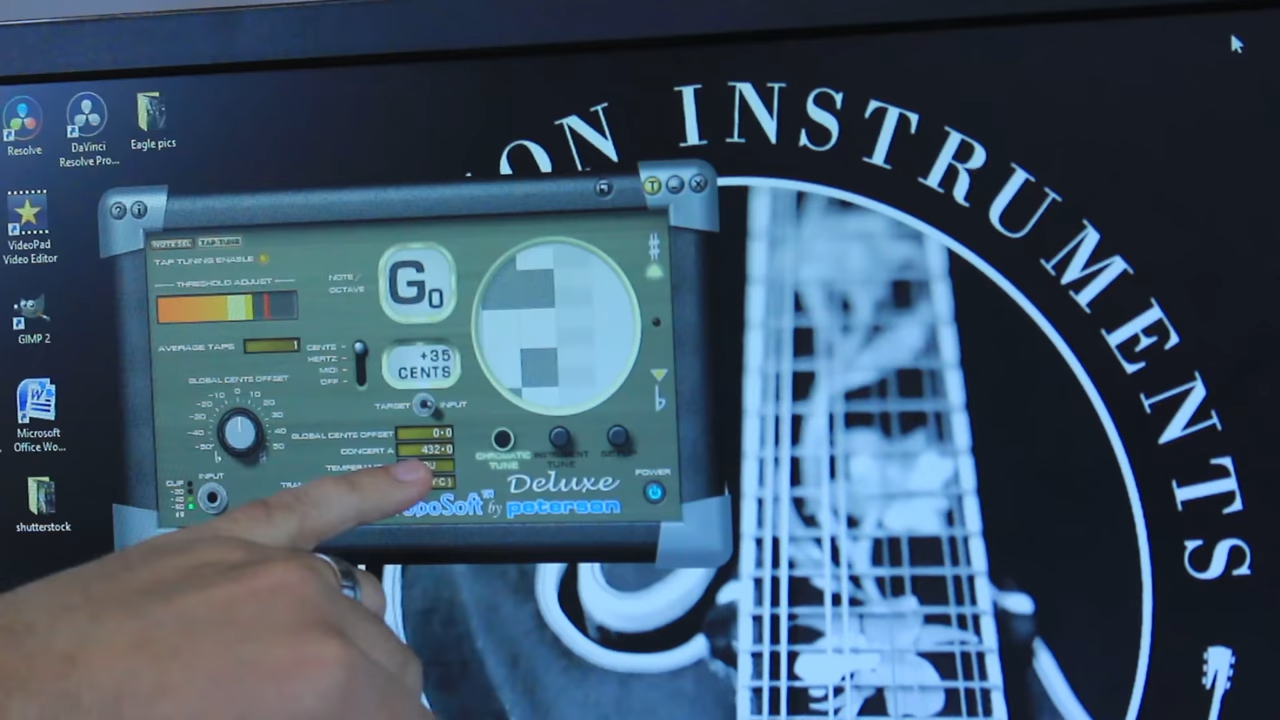 ON INSTRUMENTS
Resolve
DaVinci
Resolve Pro...
Eagle pics
VideoPad
Video Editor
GIMP 2
Microsoft
Office Wo...
shutterstock
? i
T
NOTE SEL TAP TUNE
TAP TUNING ENABLE
THRESHOLD ADJUST
AVERAGE TAPS 1
NOTE/
OCTAVE
G0
CENTS
HERTZ
MIDI
OFF
+35
CENTS
TARGET INPUT
GLOBAL CENTS OFFSET
-10 0 10
-20 20
-30 30
-40 40
-50 50
♭ #
#
♭
GLOBAL CENTS OFFSET 0.0
CONCERT A 432.0
INPUT
CLIP
CHROMATIC
TUNE
TUNE
POWER
Deluxe
oboSoft™ by peterson